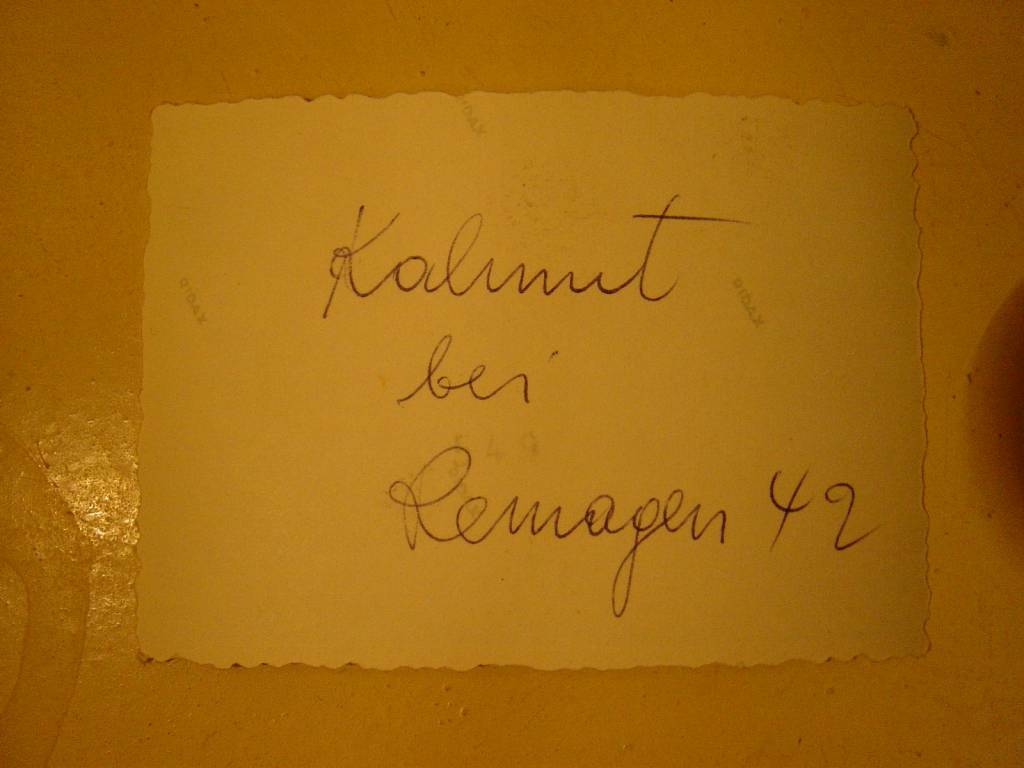 Kalmut
bei
Remagen 42